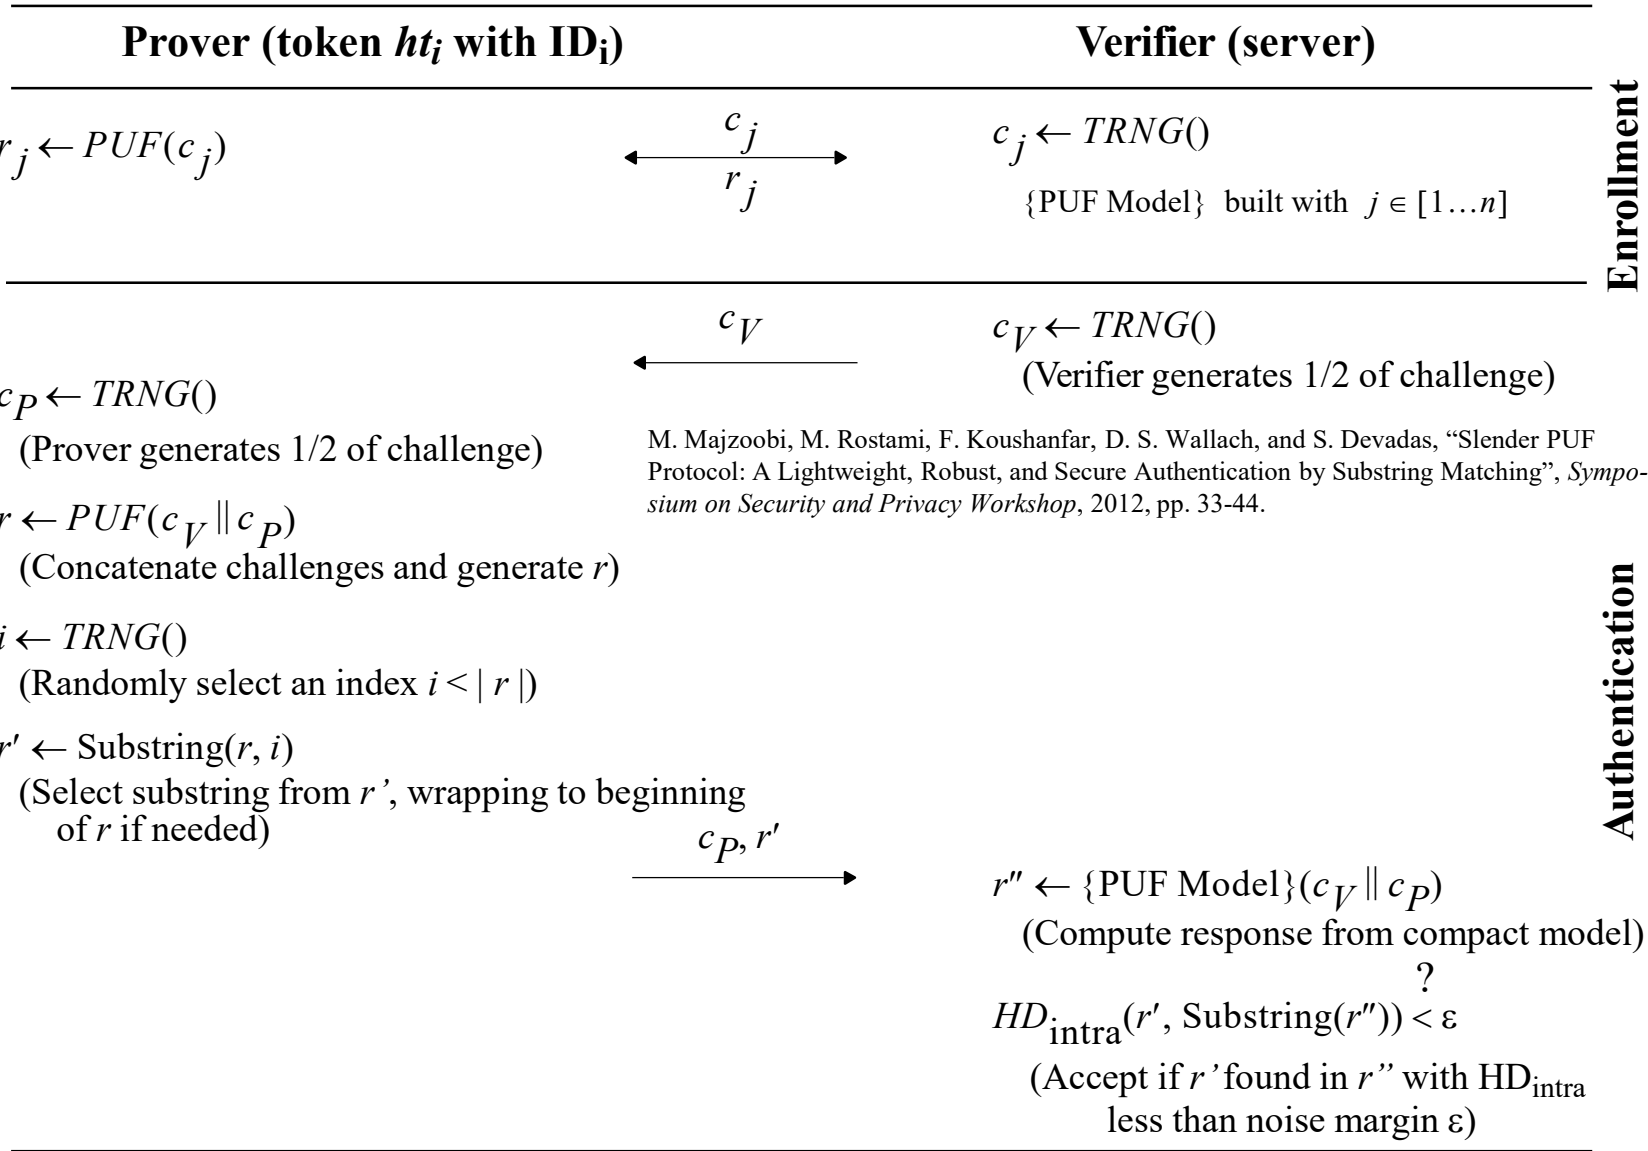 Prover (token htᵢ with IDᵢ)
Verifier (server)
Enrollment
r_j ← PUF(c_j)
c_j
r_j
c_j ← TRNG()
{PUF Model} built with j ∈ [1…n]
c_V
c_V ← TRNG()
(Verifier generates 1/2 of challenge)
c_P ← TRNG()
(Prover generates 1/2 of challenge)
M. Majzoobi, M. Rostami, F. Koushanfar, D. S. Wallach, and S. Devadas, “Slender PUF
Protocol: A Lightweight, Robust, and Secure Authentication by Substring Matching”, Sympo-
sium on Security and Privacy Workshop, 2012, pp. 33-44.
r ← PUF(c_V || c_P)
(Concatenate challenges and generate r)
Authentication
i ← TRNG()
(Randomly select an index i < | r |)
r′ ← Substring(r, i)
(Select substring from r’, wrapping to beginning
of r if needed)
c_P, r′
r″ ← {PUF Model}(c_V || c_P)
(Compute response from compact model)
?
HD_intra(r′, Substring(r″)) < ε
(Accept if r’ found in r’’ with HD_intra
less than noise margin ε)